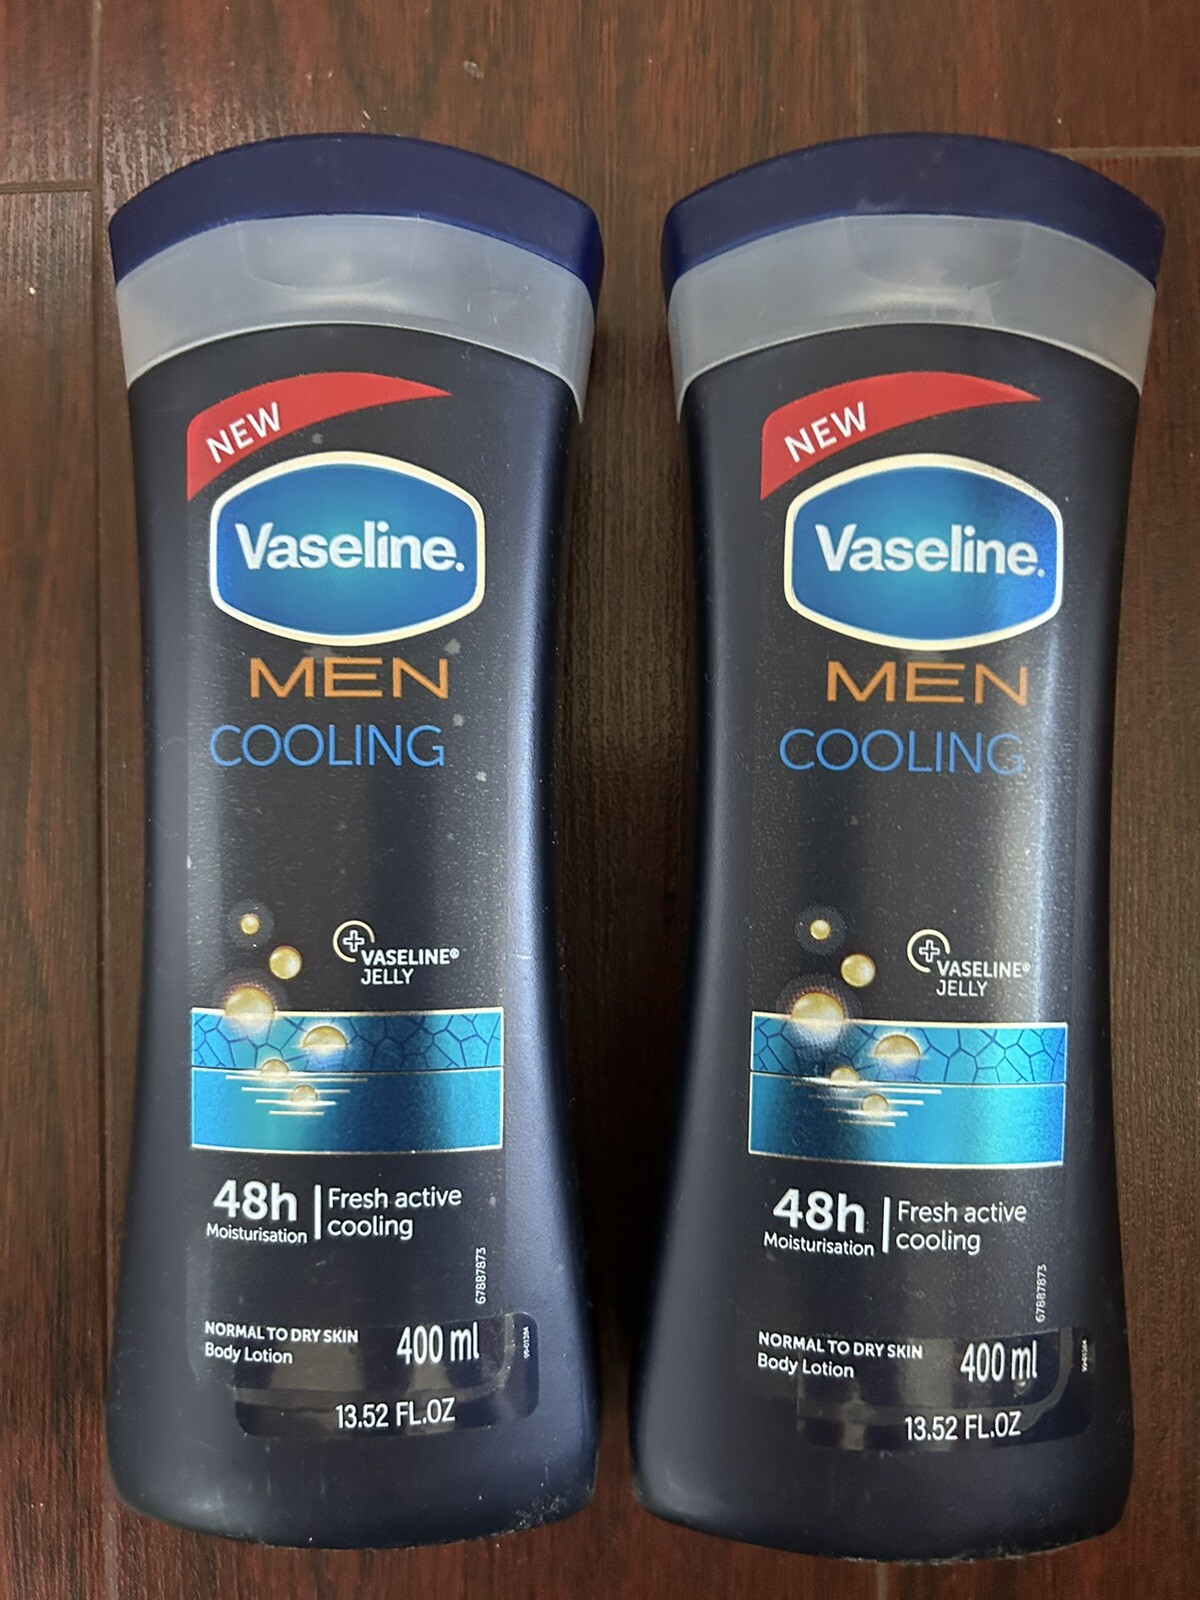 NEW
Vaseline.
MEN
COOLING
VASELINE®
JELLY
48h
Moisturisation
Fresh active
cooling
67887873
NORMAL TO DRY SKIN
Body Lotion
400 ml
99-01394
13.52 FL.OZ
NEW
Vaseline.
MEN
COOLING
VASELINE®
JELLY
48h
Moisturisation
Fresh active
cooling
67887873
NORMAL TO DRY SKIN
Body Lotion
400 ml
13.52 FL.OZ